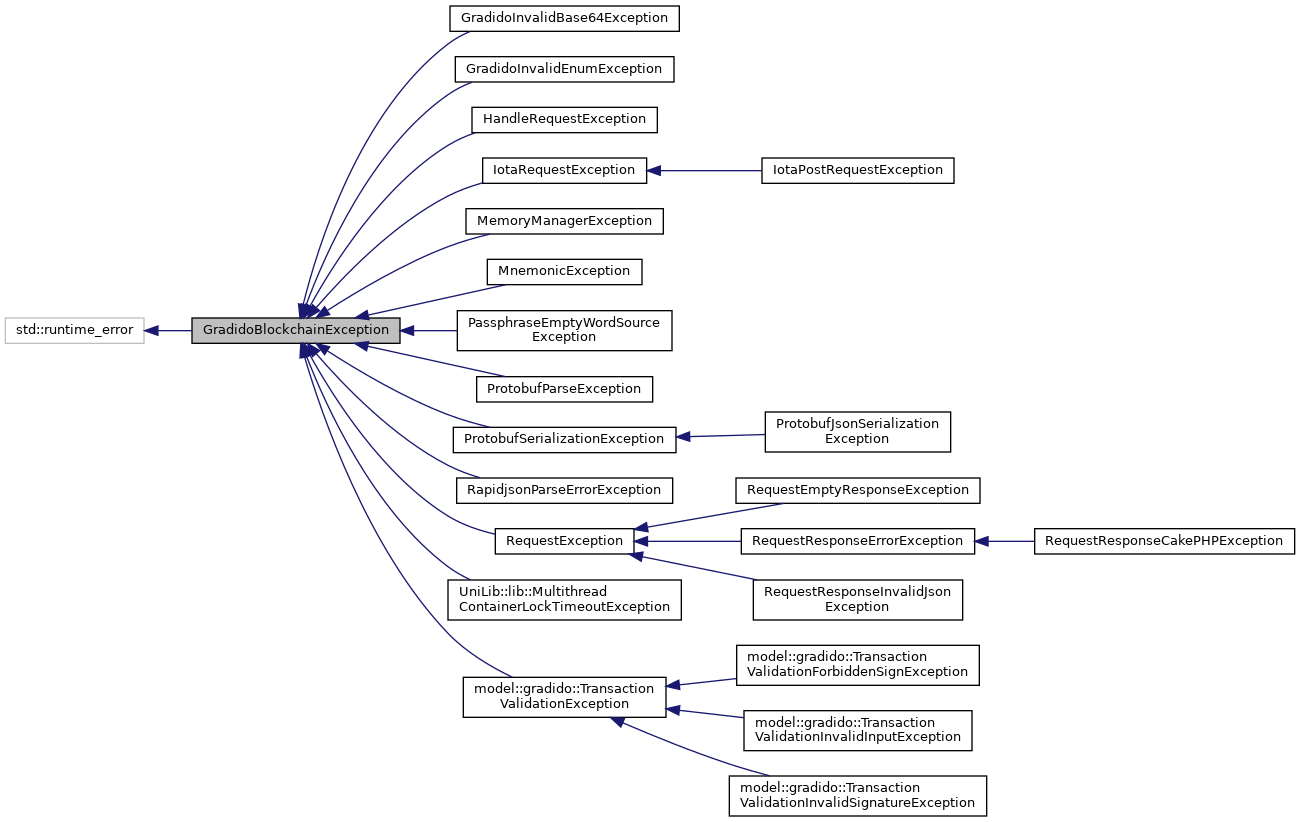 GradidoInvalidBase64Exception
GradidoInvalidEnumException
HandleRequestException
IotaRequestException
IotaPostRequestException
MemoryManagerException
MnemonicException
std::runtime_error
GradidoBlockchainException
PassphraseEmptyWordSource
Exception
ProtobufParseException
ProtobufSerializationException
ProtobufJsonSerialization
Exception
RapidjsonParseErrorException
RequestEmptyResponseException
RequestException
RequestResponseErrorException
RequestResponseCakePHPException
UniLib::lib::Multithread
ContainerLockTimeoutException
RequestResponseInvalidJson
Exception
model::gradido::Transaction
ValidationForbiddenSignException
model::gradido::Transaction
ValidationException
model::gradido::Transaction
ValidationInvalidInputException
model::gradido::Transaction
ValidationInvalidSignatureException